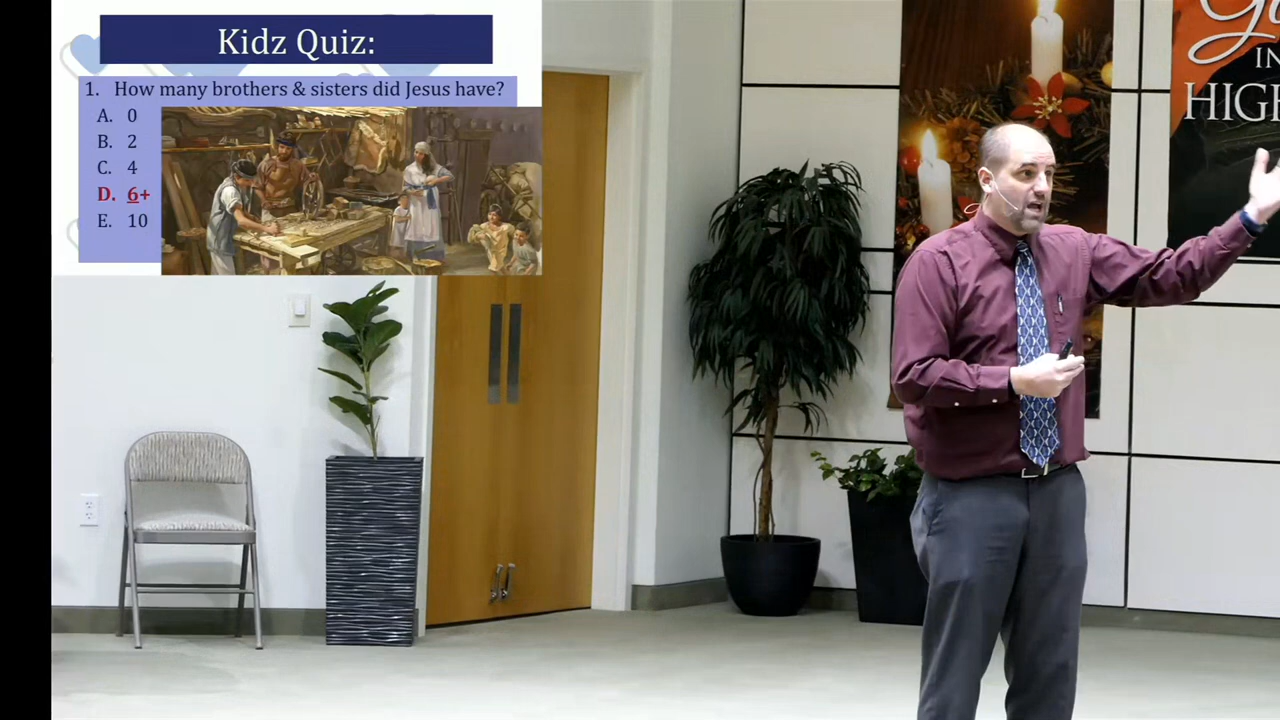 Kidz Quiz:
1. How many brothers & sisters did Jesus have?
A. 0
B. 2
C. 4
D. 6+
E. 10
IN
HIGH